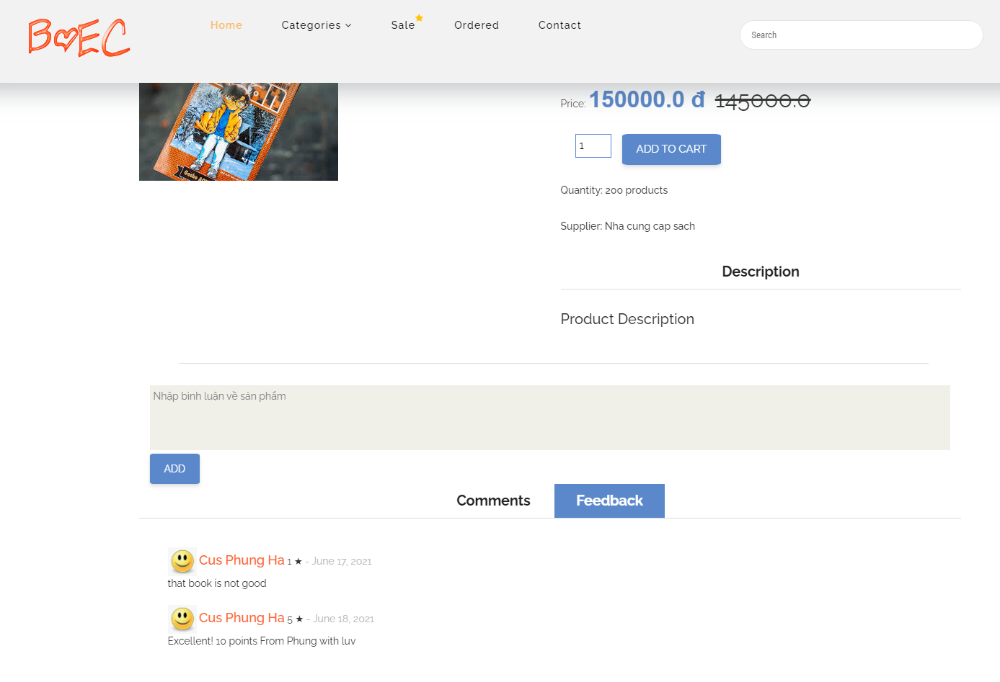 BOEC
Home Categories Sale Ordered Contact
Search
Price: 150000.0 đ 145000.0
1 ADD TO CART
Quantity: 200 products
Supplier: Nha cung cap sach
Description
Product Description
Nhập bình luận về sản phẩm
ADD
Comments Feedback
Cus Phung Ha 1 ★ - June 17, 2021
that book is not good
Cus Phung Ha 5 ★ - June 18, 2021
Excellent! 10 points From Phung with luv